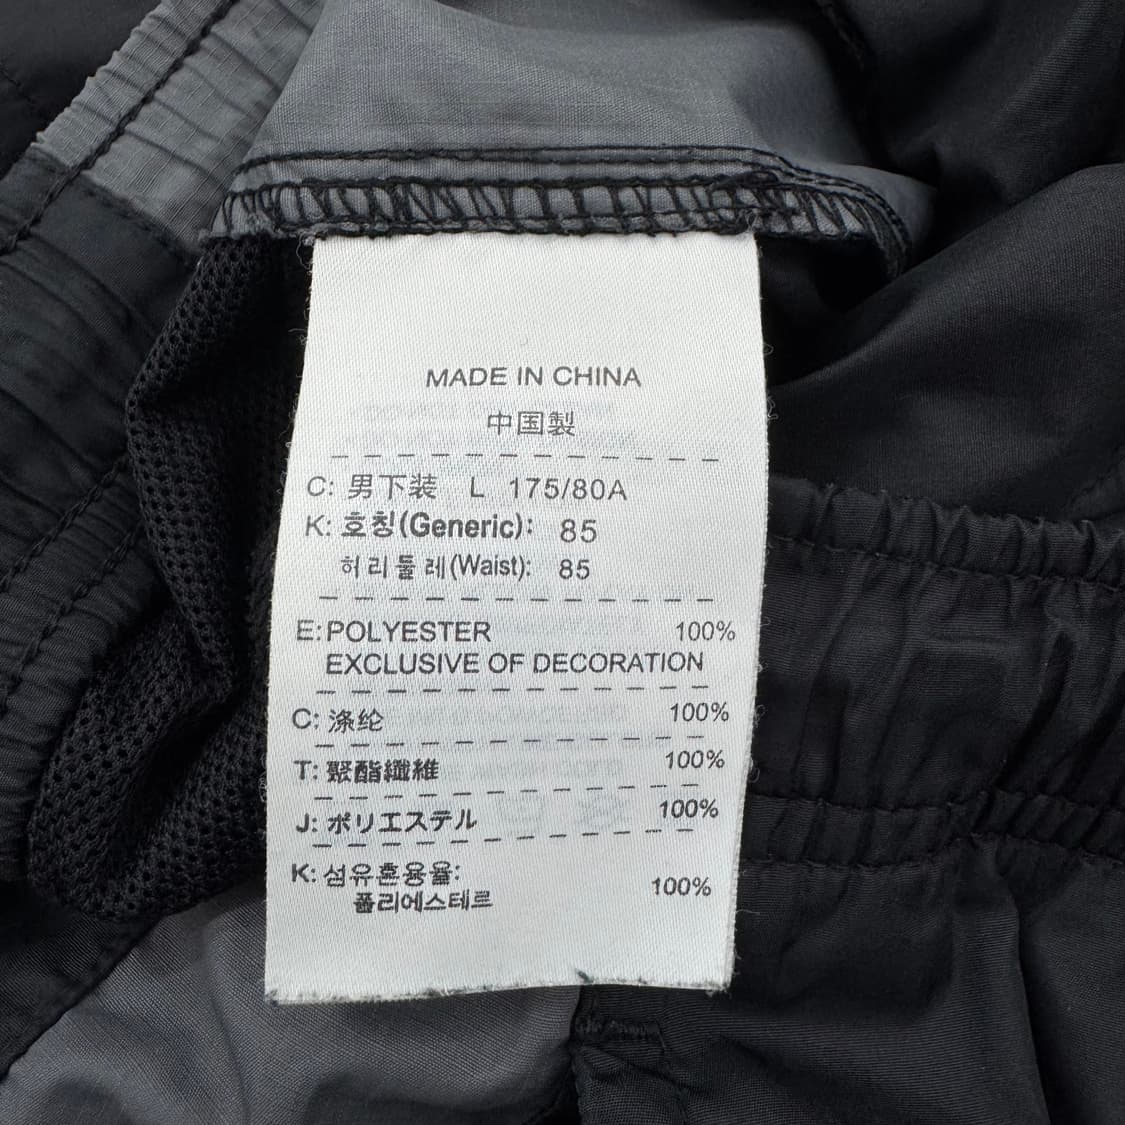 MADE IN CHINA
中国製
C: 男下装 L 175/80A
K: 호칭(Generic): 85
허리둘레(Waist): 85
E:POLYESTER 100%
EXCLUSIVE OF DECORATION
C: 涤纶 100%
T: 聚酯纖維 100%
J: ポリエステル 100%
K: 섬유혼용율:
폴리에스테르 100%